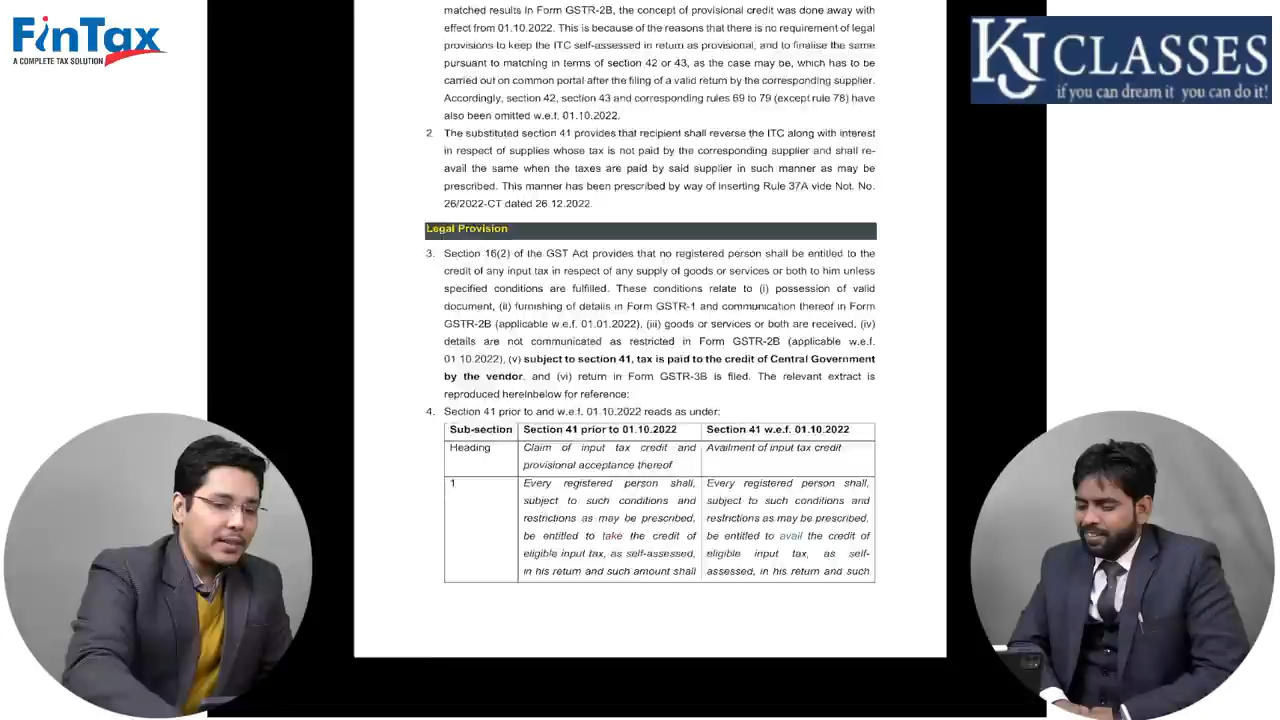 FinTax
A COMPLETE TAX SOLUTION
KJ CLASSES
if you can dream it you can do it!
matched results in Form GSTR-2B, the concept of provisional credit was done away with
effect from 01.10.2022. This is because of the reasons that there is no requirement of legal
provisions to keep the ITC self-assessed in return as provisional, and to finalise the same
pursuant to matching in terms of section 42 or 43, as the case may be, which has to be
carried out on common portal after the filing of a valid return by the corresponding supplier.
Accordingly, section 42, section 43 and corresponding rules 69 to 79 (except rule 78) have
also been omitted w.e.f. 01.10.2022.
2. The substituted section 41 provides that recipient shall reverse the ITC along with interest
in respect of supplies whose tax is not paid by the corresponding supplier and shall re-
avail the same when the taxes are paid by said supplier in such manner as may be
prescribed. This manner has been prescribed by way of inserting Rule 37A vide Not. No.
26/2022-CT dated 26.12.2022.
Legal Provision
3. Section 16(2) of the GST Act provides that no registered person shall be entitled to the
credit of any input tax in respect of any supply of goods or services or both to him unless
specified conditions are fulfilled. These conditions relate to (i) possession of valid
document, (ii) furnishing of details in Form GSTR-1 and communication thereof in Form
GSTR-2B (applicable w.e.f. 01.01.2022), (iii) goods or services or both are received, (iv)
details are not communicated as restricted in Form GSTR-2B (applicable w.e.f.
01.10.2022), (v) subject to section 41, tax is paid to the credit of Central Government
by the vendor, and (vi) return in Form GSTR-3B is filed. The relevant extract is
reproduced hereinbelow for reference:
4. Section 41 prior to and w.e.f. 01.10.2022 reads as under:
Sub-section Section 41 prior to 01.10.2022 Section 41 w.e.f. 01.10.2022
Heading Claim of input tax credit and Availment of input tax credit
provisional acceptance thereof
1 Every registered person shall, Every registered person shall,
subject to such conditions and subject to such conditions and
restrictions as may be prescribed, restrictions as may be prescribed,
be entitled to take the credit of be entitled to avail the credit of
eligible input tax, as self-assessed, eligible input tax, as self-
in his return and such amount shall assessed, in his return and such